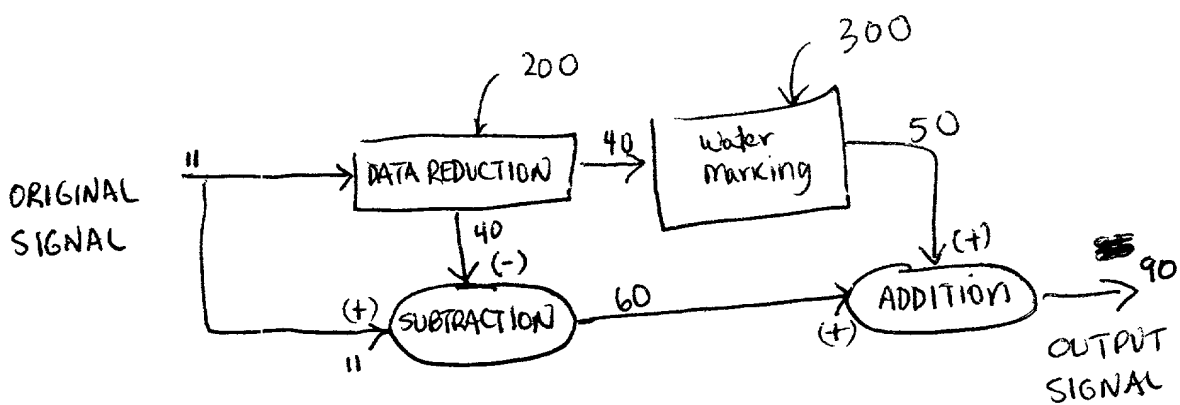 300
200
40
50
11
Water
DATA REDUCTION
marking
ORIGINAL
SIGNAL
40
(-)
(+)
90
60
ADDITION
(+)
SUBTRACTION
(+)
11
OUTPUT
SIGNAL